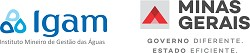 Igam
Instituto Mineiro de Gestão das Águas
MINAS
GERAIS
GOVERNO DIFERENTE.
ESTADO EFICIENTE.